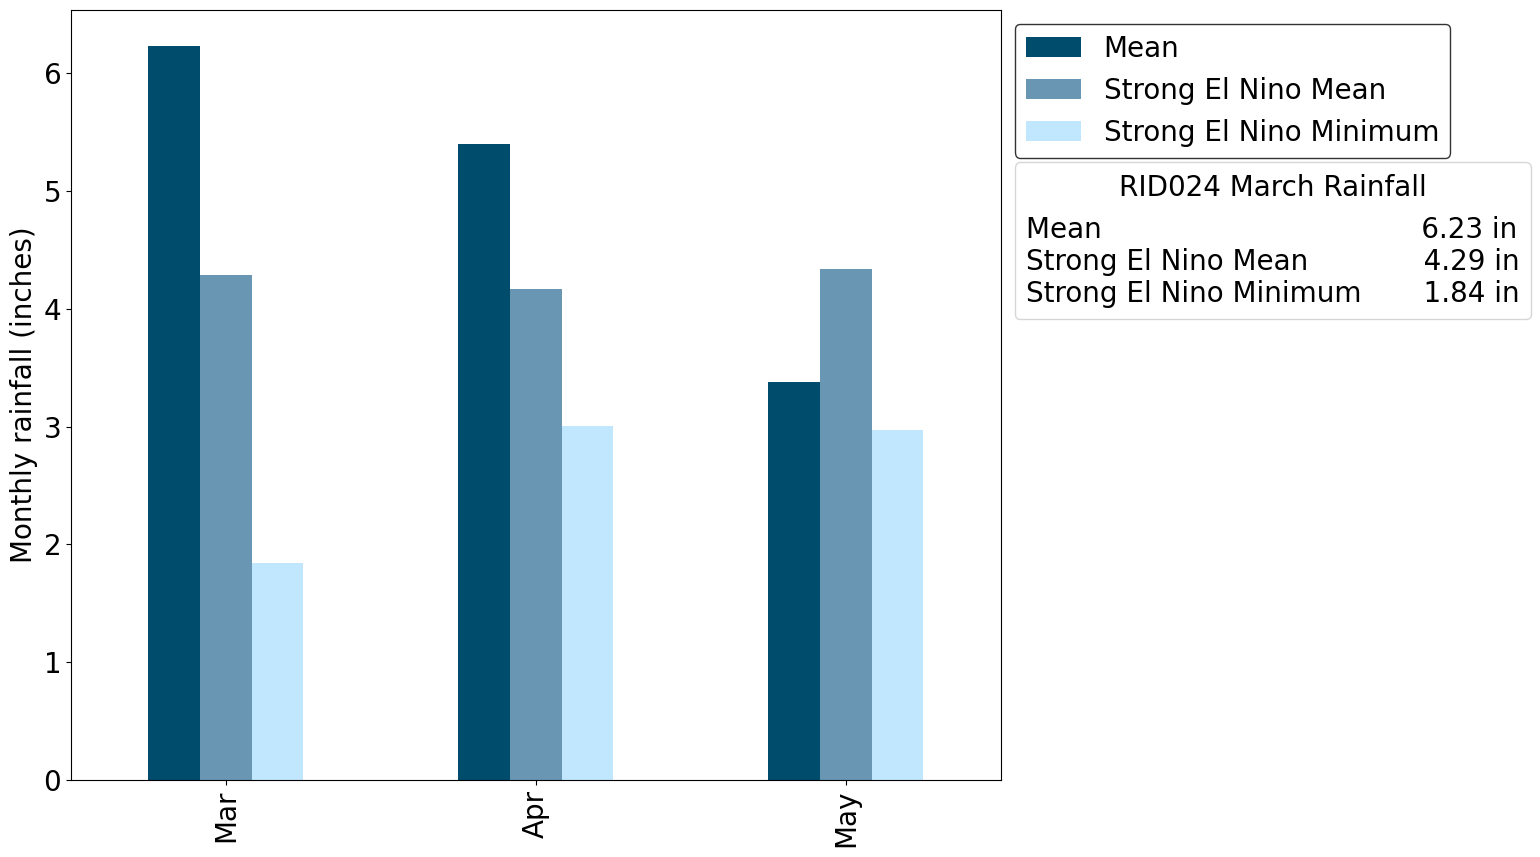 Monthly rainfall (inches)
6
5
4
3
2
1
0
Mar
Apr
May
Mean
Strong El Nino Mean
Strong El Nino Minimum
RID024 March Rainfall
Mean 6.23 in
Strong El Nino Mean 4.29 in
Strong El Nino Minimum 1.84 in